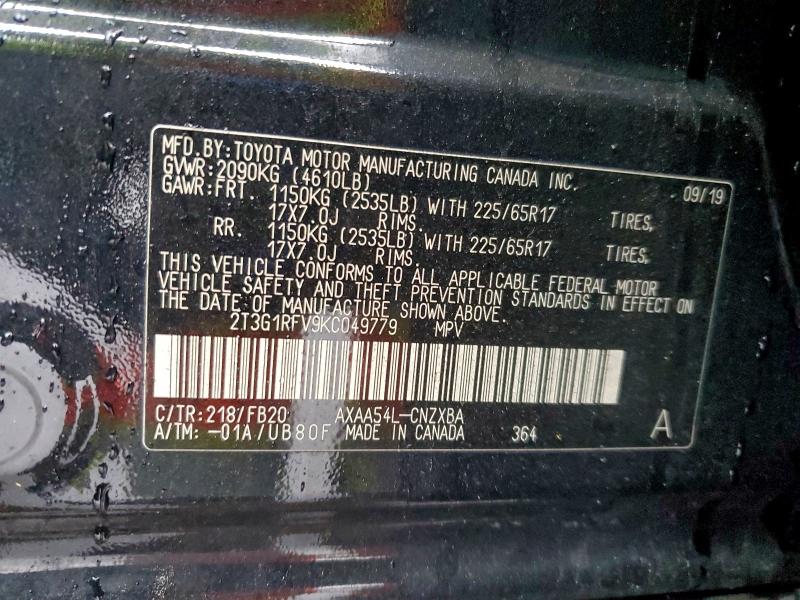 MFD.BY:TOYOTA MOTOR MANUFACTURING CANADA INC. 09/19
GVWR:2090KG (4610LB)
GAWR:FRT. 1150KG (2535LB) WITH 225/65R17 TIRES,
17X7.0J RIMS.
RR. 1150KG (2535LB) WITH 225/65R17 TIRES,
17X7.0J RIMS.
THIS VEHICLE CONFORMS TO ALL APPLICABLE FEDERAL MOTOR
VEHICLE SAFETY AND THEFT PREVENTION STANDARDS IN EFFECT ON
THE DATE OF MANUFACTURE SHOWN ABOVE.
2T3G1RFV9KC049779 MPV
C/TR:218/FB20 AXAA54L-CNZXBA
A/TM:-01A/UB80F MADE IN CANADA 364 A